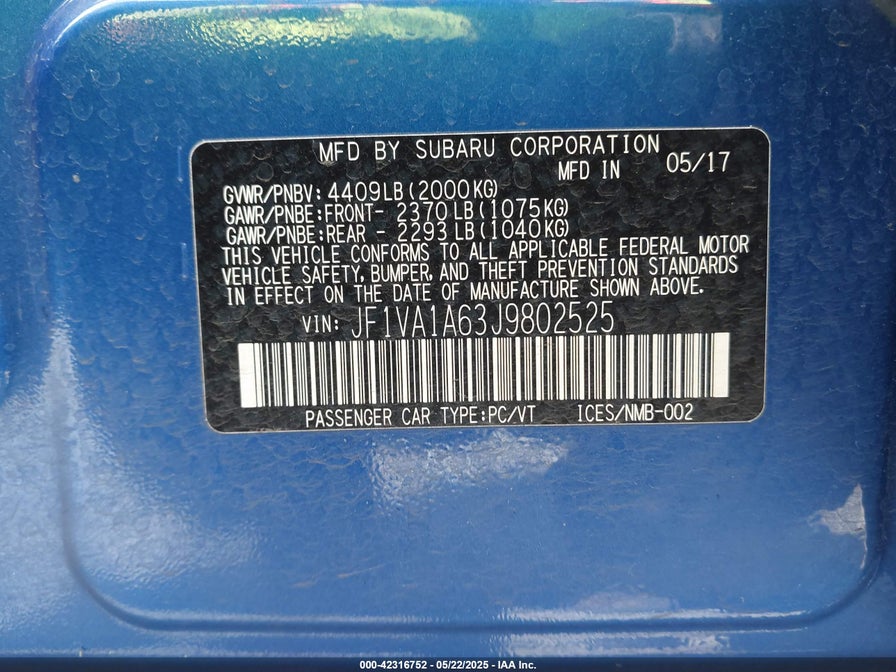 MFD BY SUBARU CORPORATION
MFD IN 05/17
GVWR/PNBV: 4409LB(2000KG)
GAWR/PNBE:FRONT- 2370 LB(1075KG)
GAWR/PNBE:REAR - 2293 LB(1040KG)
THIS VEHICLE CONFORMS TO ALL APPLICABLE FEDERAL MOTOR
VEHICLE SAFETY, BUMPER, AND THEFT PREVENTION STANDARDS
IN EFFECT ON THE DATE OF MANUFACTURE SHOWN ABOVE.
VIN: JF1VA1A63J9802525
PASSENGER CAR TYPE:PC/VT ICES/NMB-002
000-42316752 - 05/22/2025 - IAA Inc.